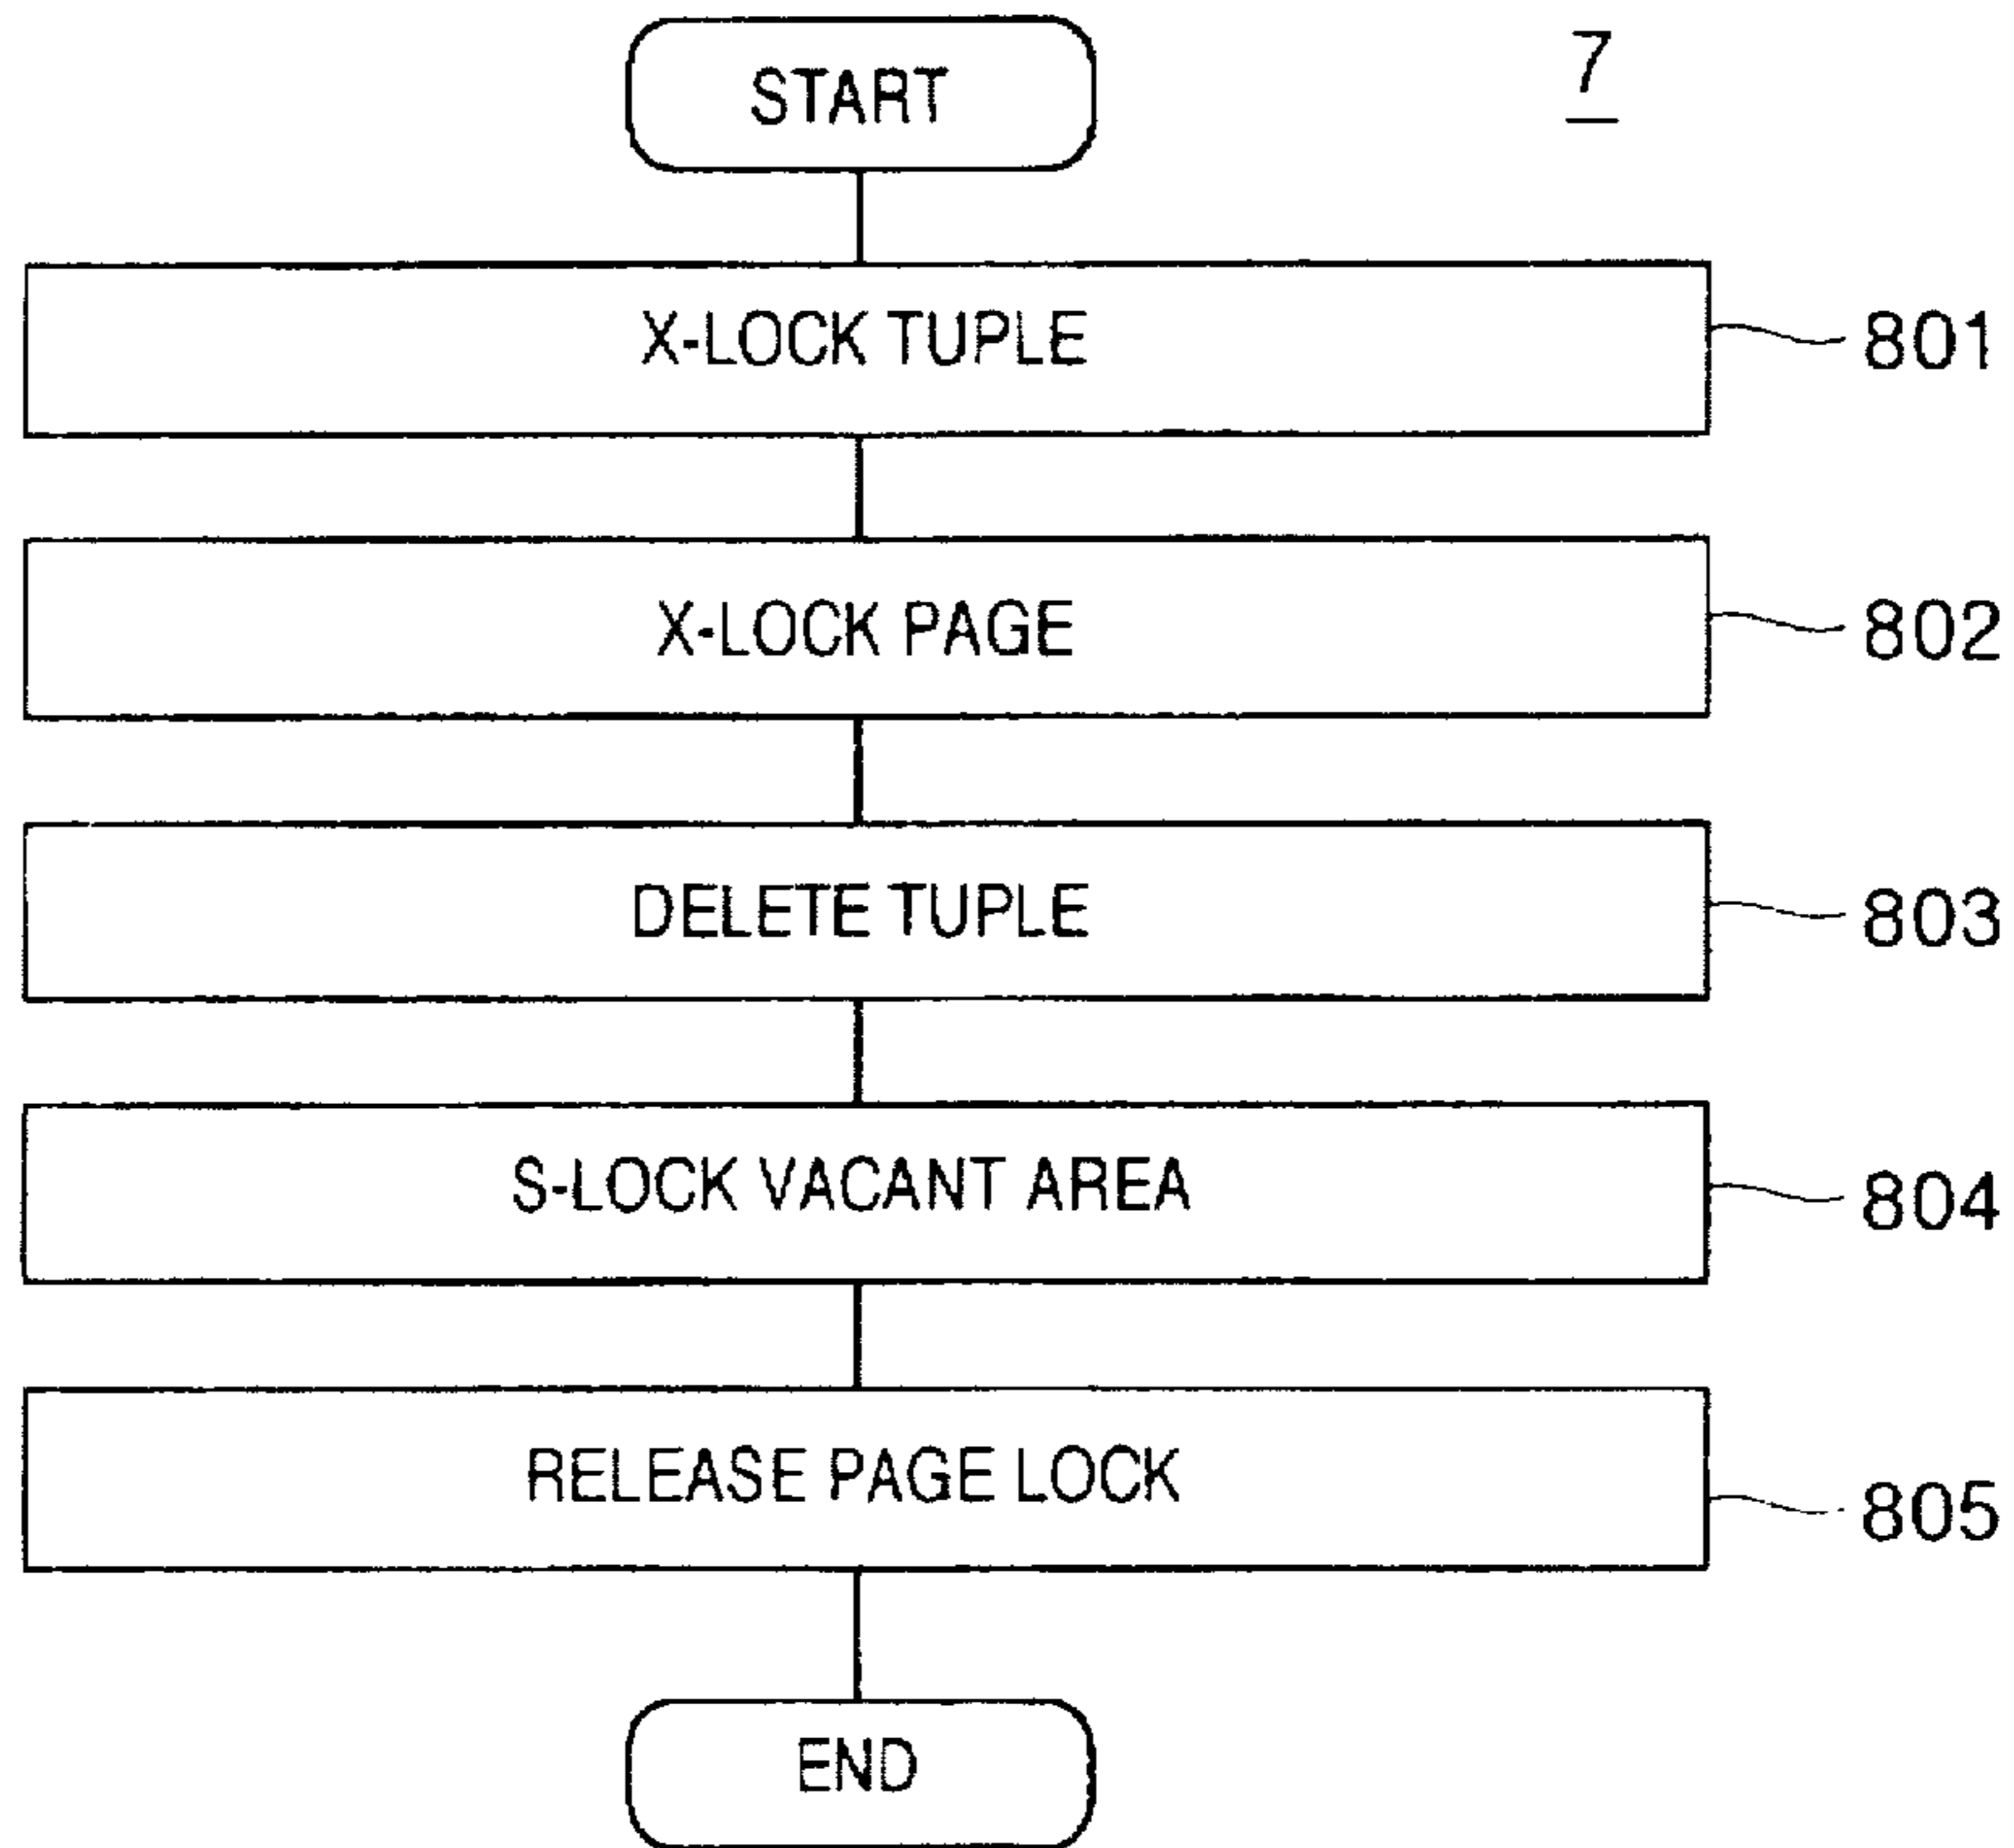 START
7
X-LOCK TUPLE
801
X-LOCK PAGE
802
DELETE TUPLE
803
S-LOCK VACANT AREA
804
RELEASE PAGE LOCK
805
END